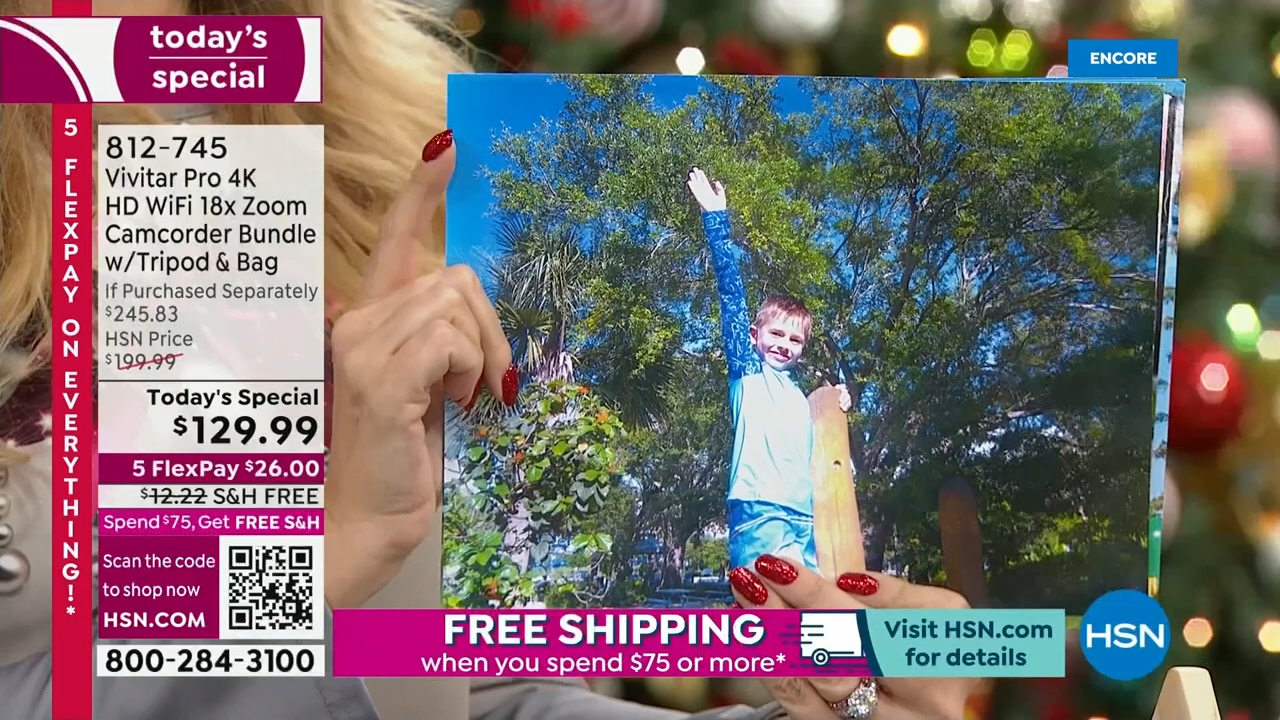 today's
special
5 FLEXPAY ON EVERYTHING!*
812-745
Vivitar Pro 4K
HD WiFi 18x Zoom
Camcorder Bundle
w/Tripod & Bag
If Purchased Separately
$245.83
HSN Price
$199.99
Today's Special
$129.99
5 FlexPay $26.00
$12.22 S&H FREE
Spend $75, Get FREE S&H
Scan the code
to shop now
HSN.COM
800-284-3100
ENCORE
FREE SHIPPING
when you spend $75 or more*
Visit HSN.com
for details
HSN